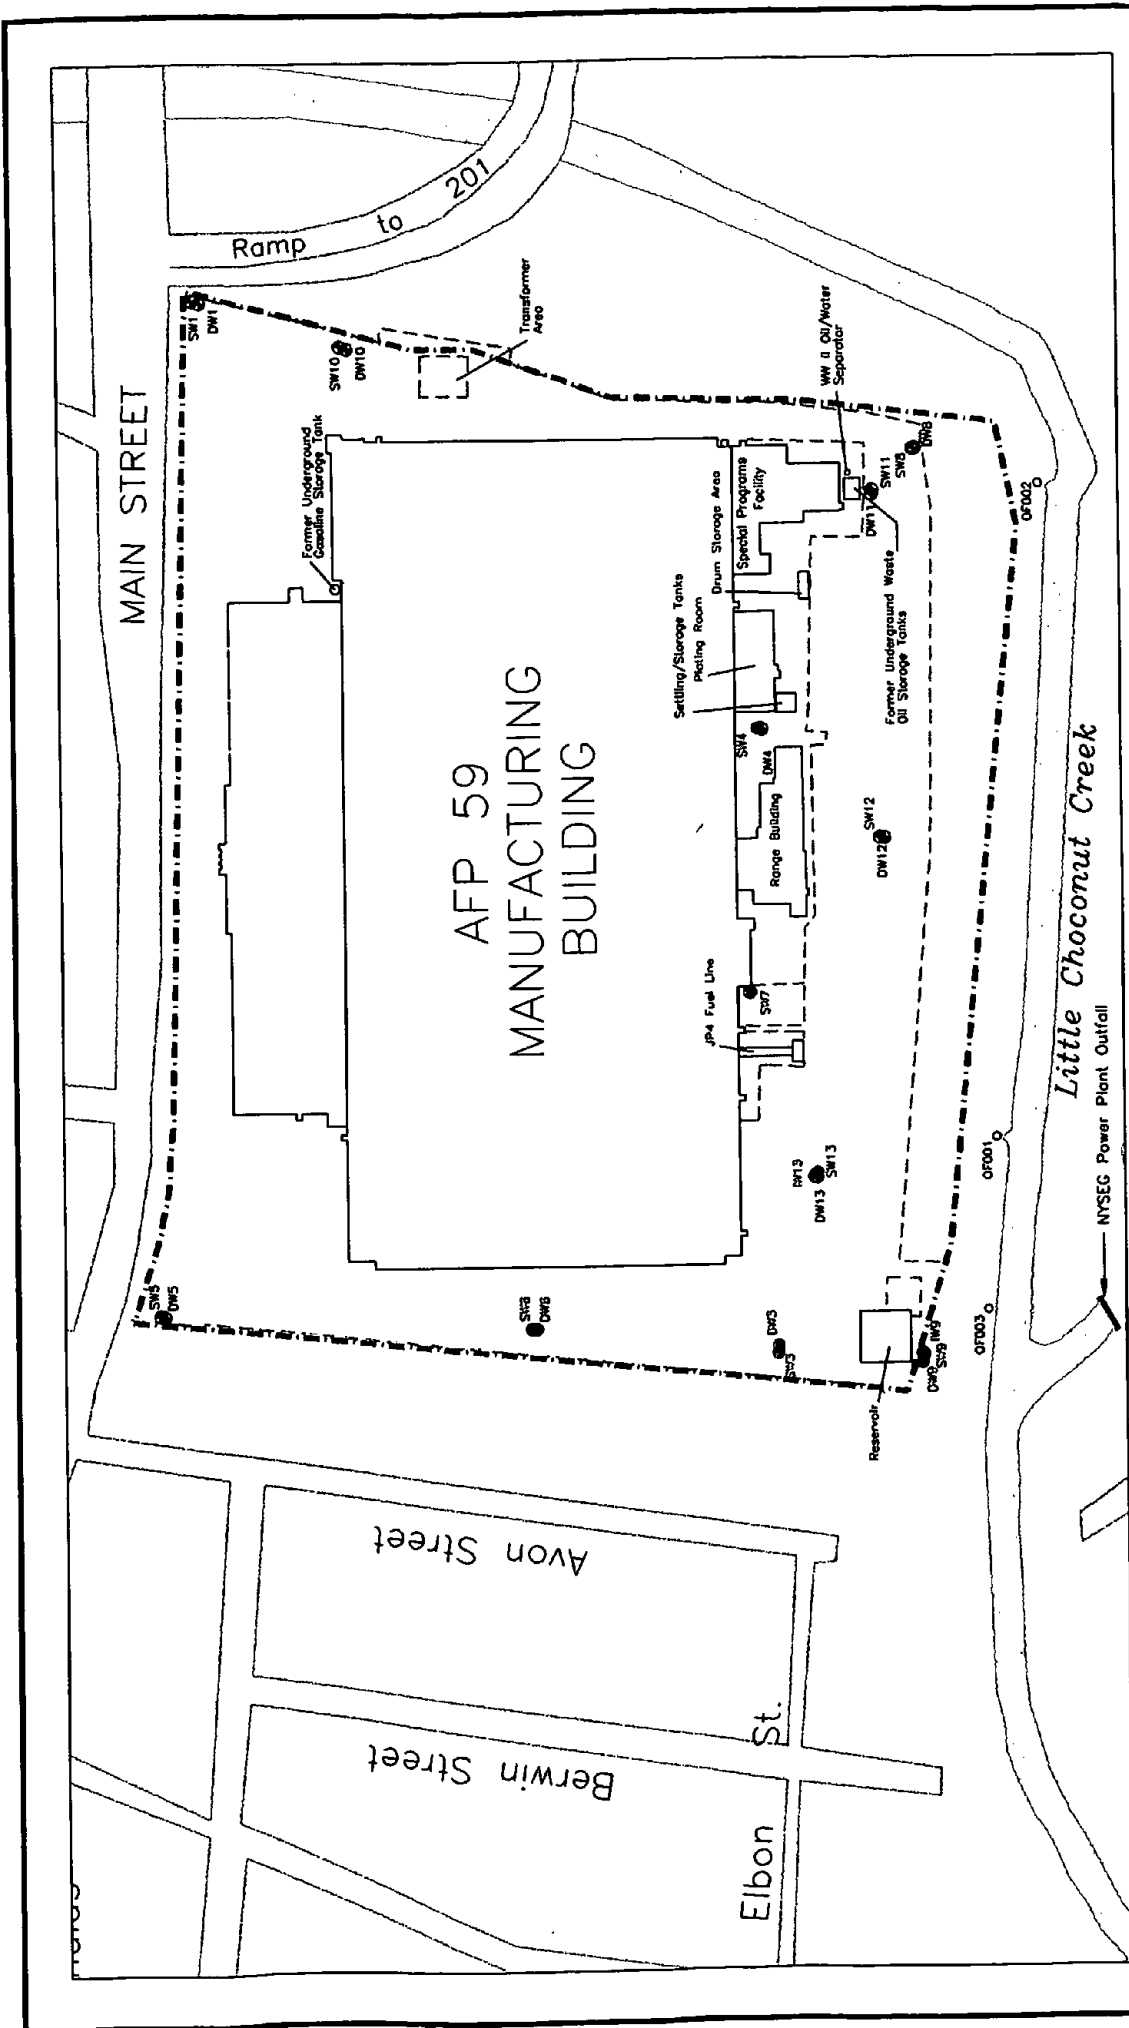 MAIN STREET
Ramp to 201
SW1
DW1
SW10
DW10
Transformer
Area
Former Underground
Gasoline Storage Tank
WW II Oil/Water
Separator
SW8
DW8
SW11
DW11
OF002
Special Programs
Facility
Drum Storage Area
Settling/Storage Tanks
Plating Room
Former Underground Waste
Oil Storage Tanks
SW4
DW4
Range Building
SW12
DW12
AFP 59
MANUFACTURING
BUILDING
Little Choconut Creek
NYSEG Power Plant Outfall
JP4 Fuel Line
SW7
OF001
SW13
DW13
SW5
DW5
DW6
DW3
SW3
OF003
Reservoir
IW9
SW9
DW9
Avon Street
Berwin Street
Elbon St.